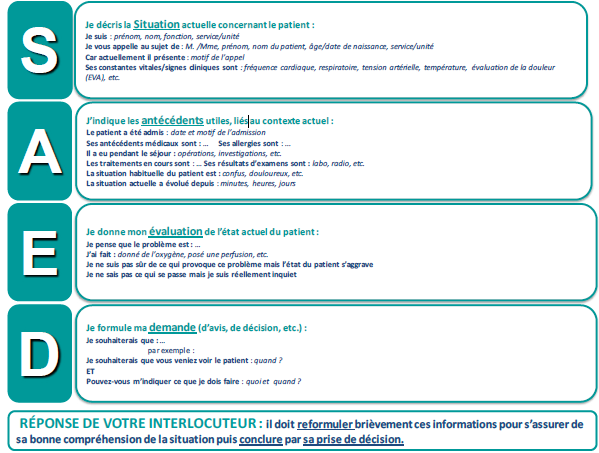 S
Je décris la Situation actuelle concernant le patient :
Je suis : prénom, nom, fonction, service/unité
Je vous appelle au sujet de : M. /Mme, prénom, nom du patient, âge/date de naissance, service/unité
Car actuellement il présente : motif de l'appel
Ses constantes vitales/signes cliniques sont : fréquence cardiaque, respiratoire, tension artérielle, température, évaluation de la douleur
(EVA), etc.
A
J'indique les antécédents utiles, liés au contexte actuel :
Le patient a été admis : date et motif de l'admission
Ses antécédents médicaux sont : ... Ses allergies sont : ...
Il a eu pendant le séjour : opérations, investigations, etc.
Les traitements en cours sont : ... Ses résultats d'examens sont : labo, radio, etc.
La situation habituelle du patient est : confus, douloureux, etc.
La situation actuelle a évolué depuis : minutes, heures, jours
E
Je donne mon évaluation de l'état actuel du patient :
Je pense que le problème est : ...
J'ai fait : donné de l'oxygène, posé une perfusion, etc.
Je ne suis pas sûr de ce qui provoque ce problème mais l'état du patient s'aggrave
Je ne sais pas ce qui se passe mais je suis réellement inquiet
D
Je formule ma demande (d'avis, de décision, etc.) :
Je souhaiterais que : ...
par exemple :
Je souhaiterais que vous veniez voir le patient : quand ?
ET
Pouvez-vous m'indiquer ce que je dois faire : quoi et quand ?
RÉPONSE DE VOTRE INTERLOCUTEUR : il doit reformuler brièvement ces informations pour s'assurer de
sa bonne compréhension de la situation puis conclure par sa prise de décision.